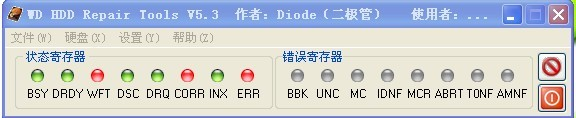 WD HDD Repair Tools V5.3 作者：Diode（二极管） 使用者：...
文件(W) 硬盘(X) 设置(Y) 帮助(Z)
状态寄存器 错误寄存器
BSY DRDY WFT DSC DRQ CORR INX ERR BBK UNC MC IDNF MCR ABRT T0NF AMNF